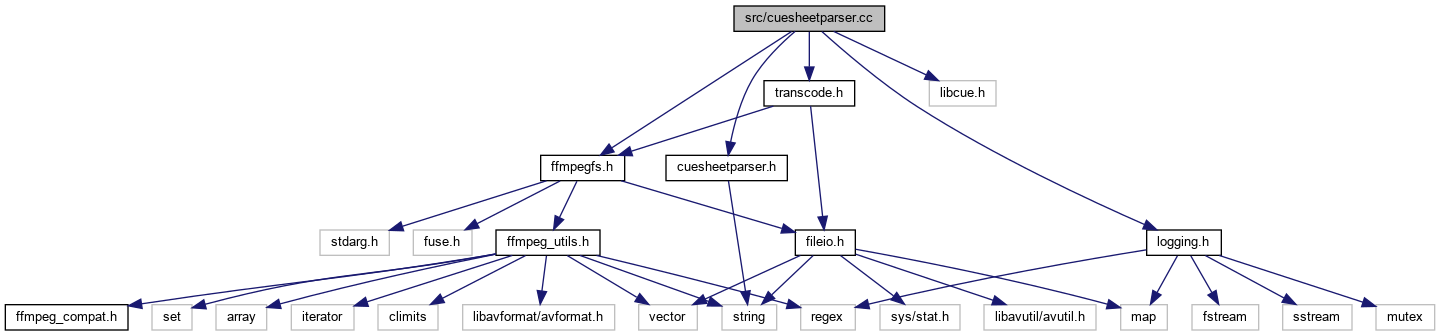 src/cuesheetparser.cc
transcode.h
libcue.h
ffmpegfs.h
cuesheetparser.h
stdarg.h
fuse.h
ffmpeg_utils.h
fileio.h
logging.h
ffmpeg_compat.h
set
array
iterator
climits
libavformat/avformat.h
vector
string
regex
sys/stat.h
libavutil/avutil.h
map
fstream
sstream
mutex